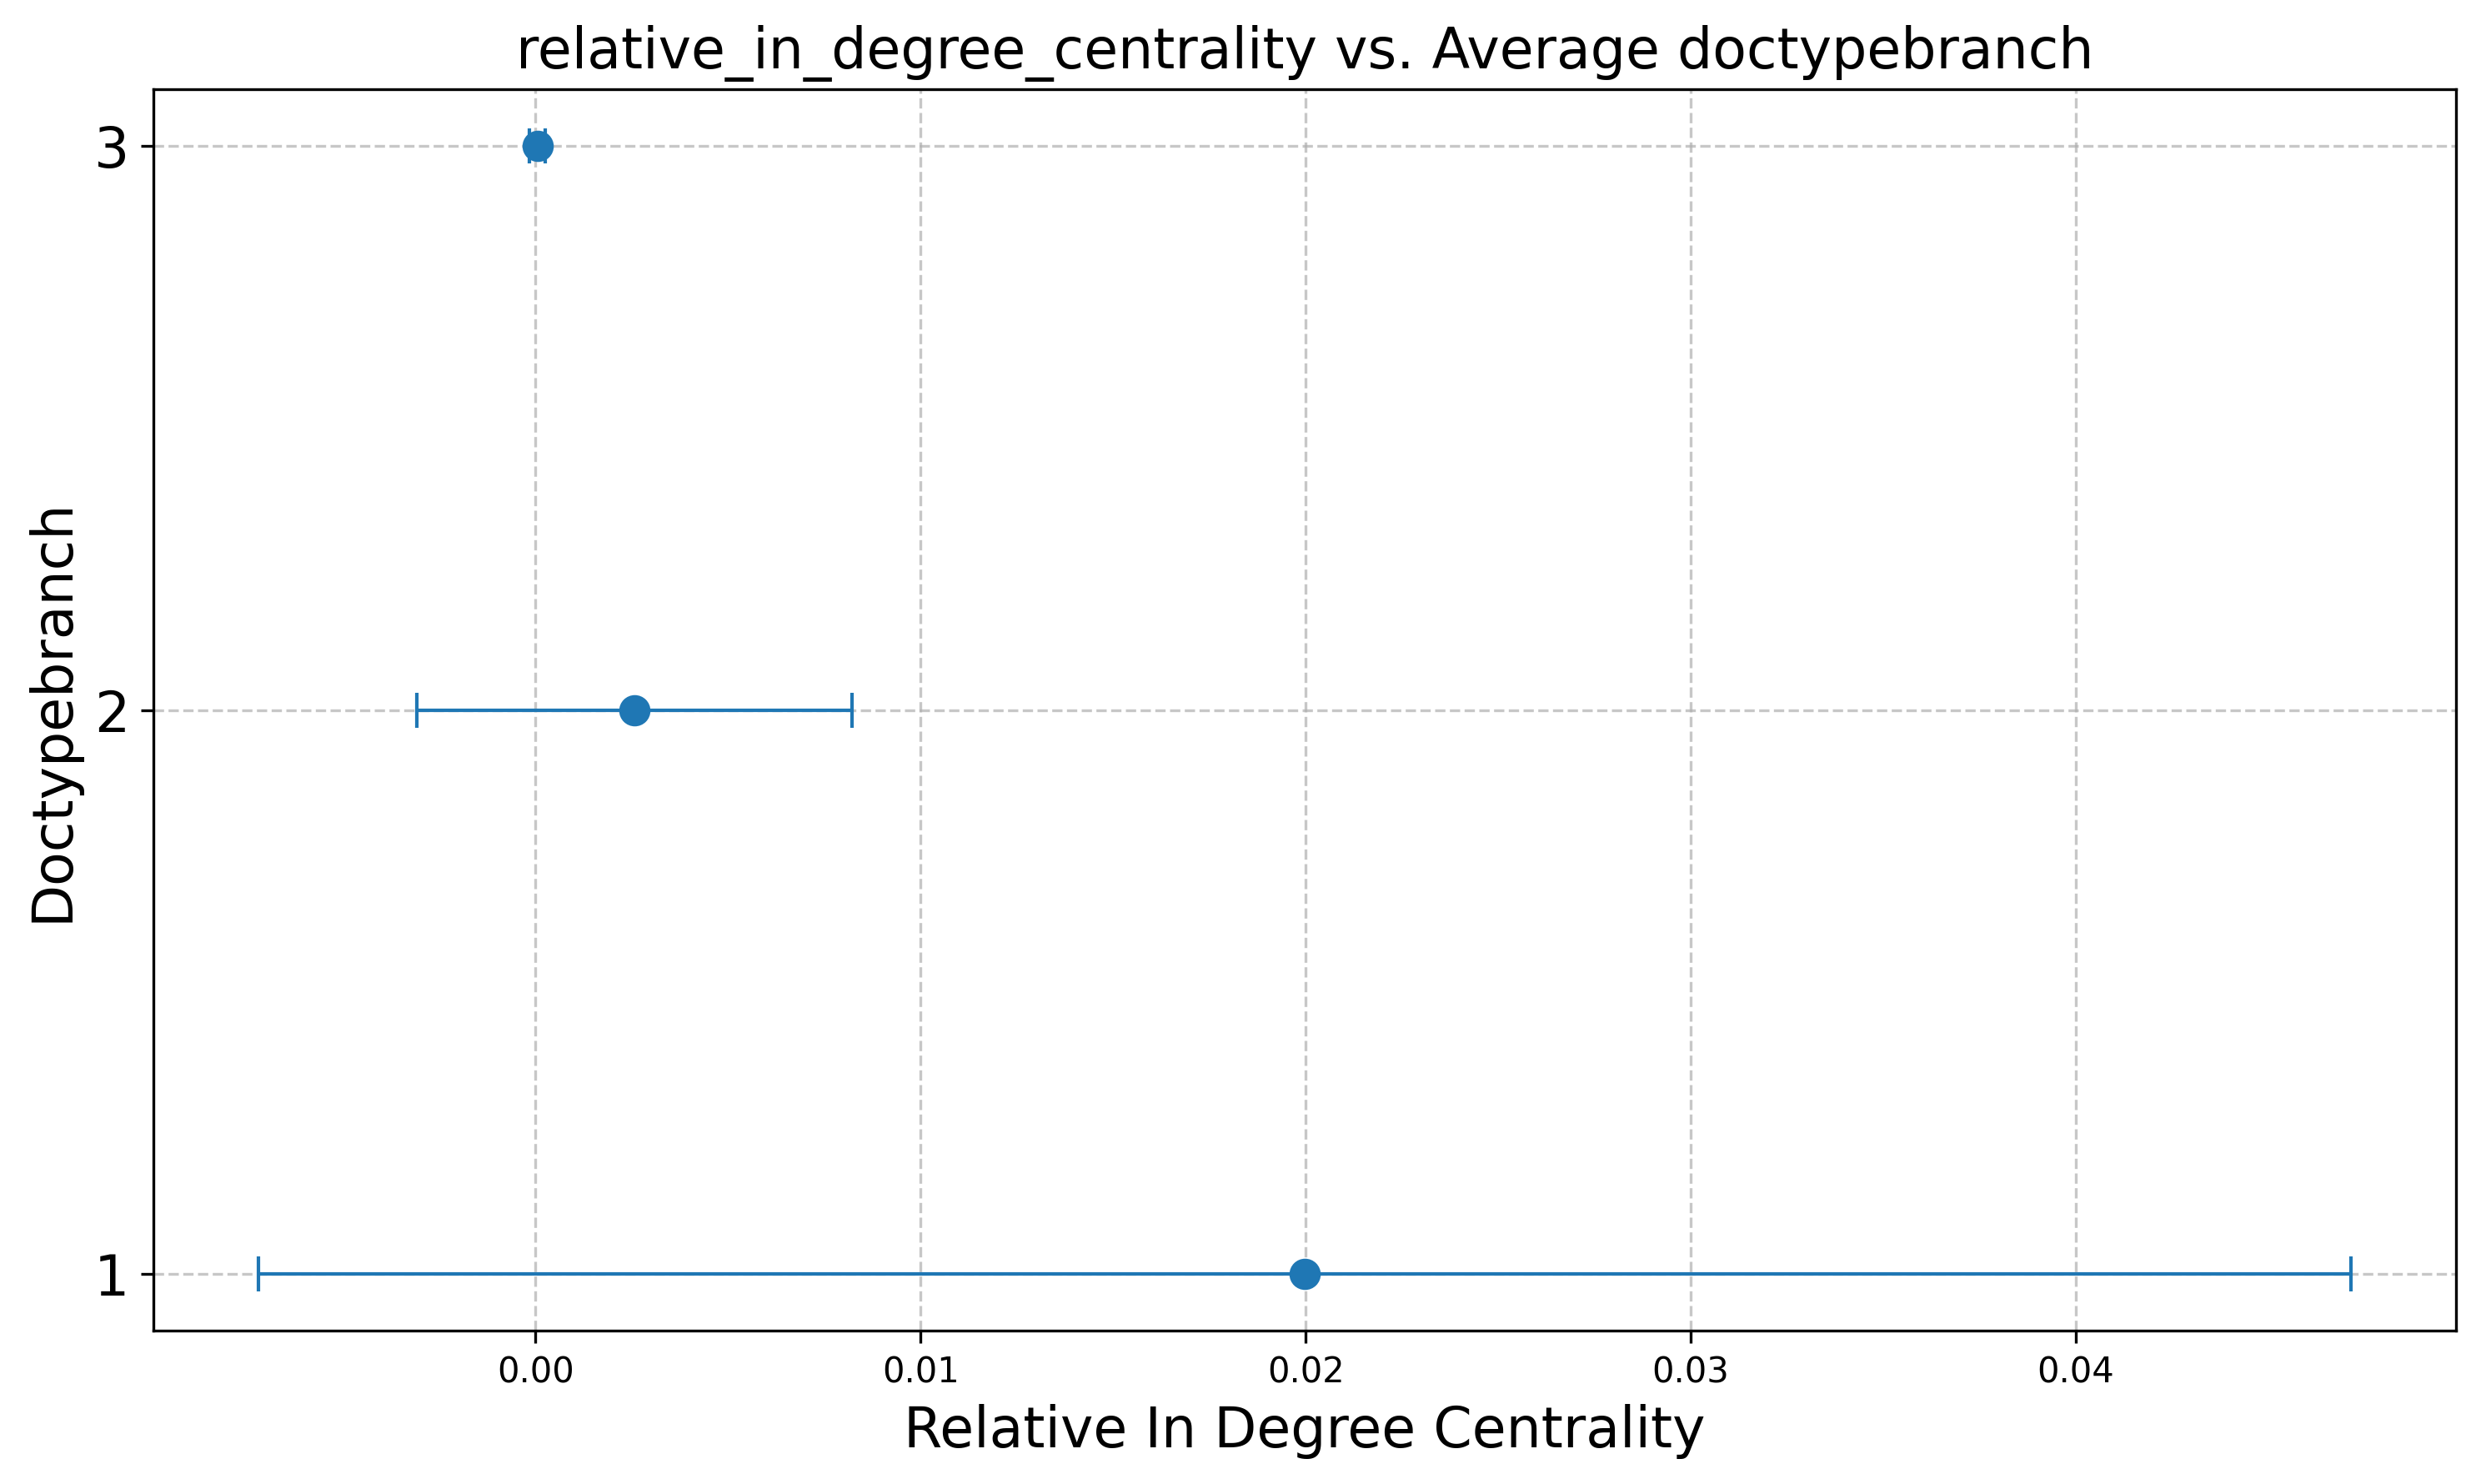 relative_in_degree_centrality vs. Average doctypebranch
Doctypebranch
3
2
1
0.00 0.01 0.02 0.03 0.04
Relative In Degree Centrality